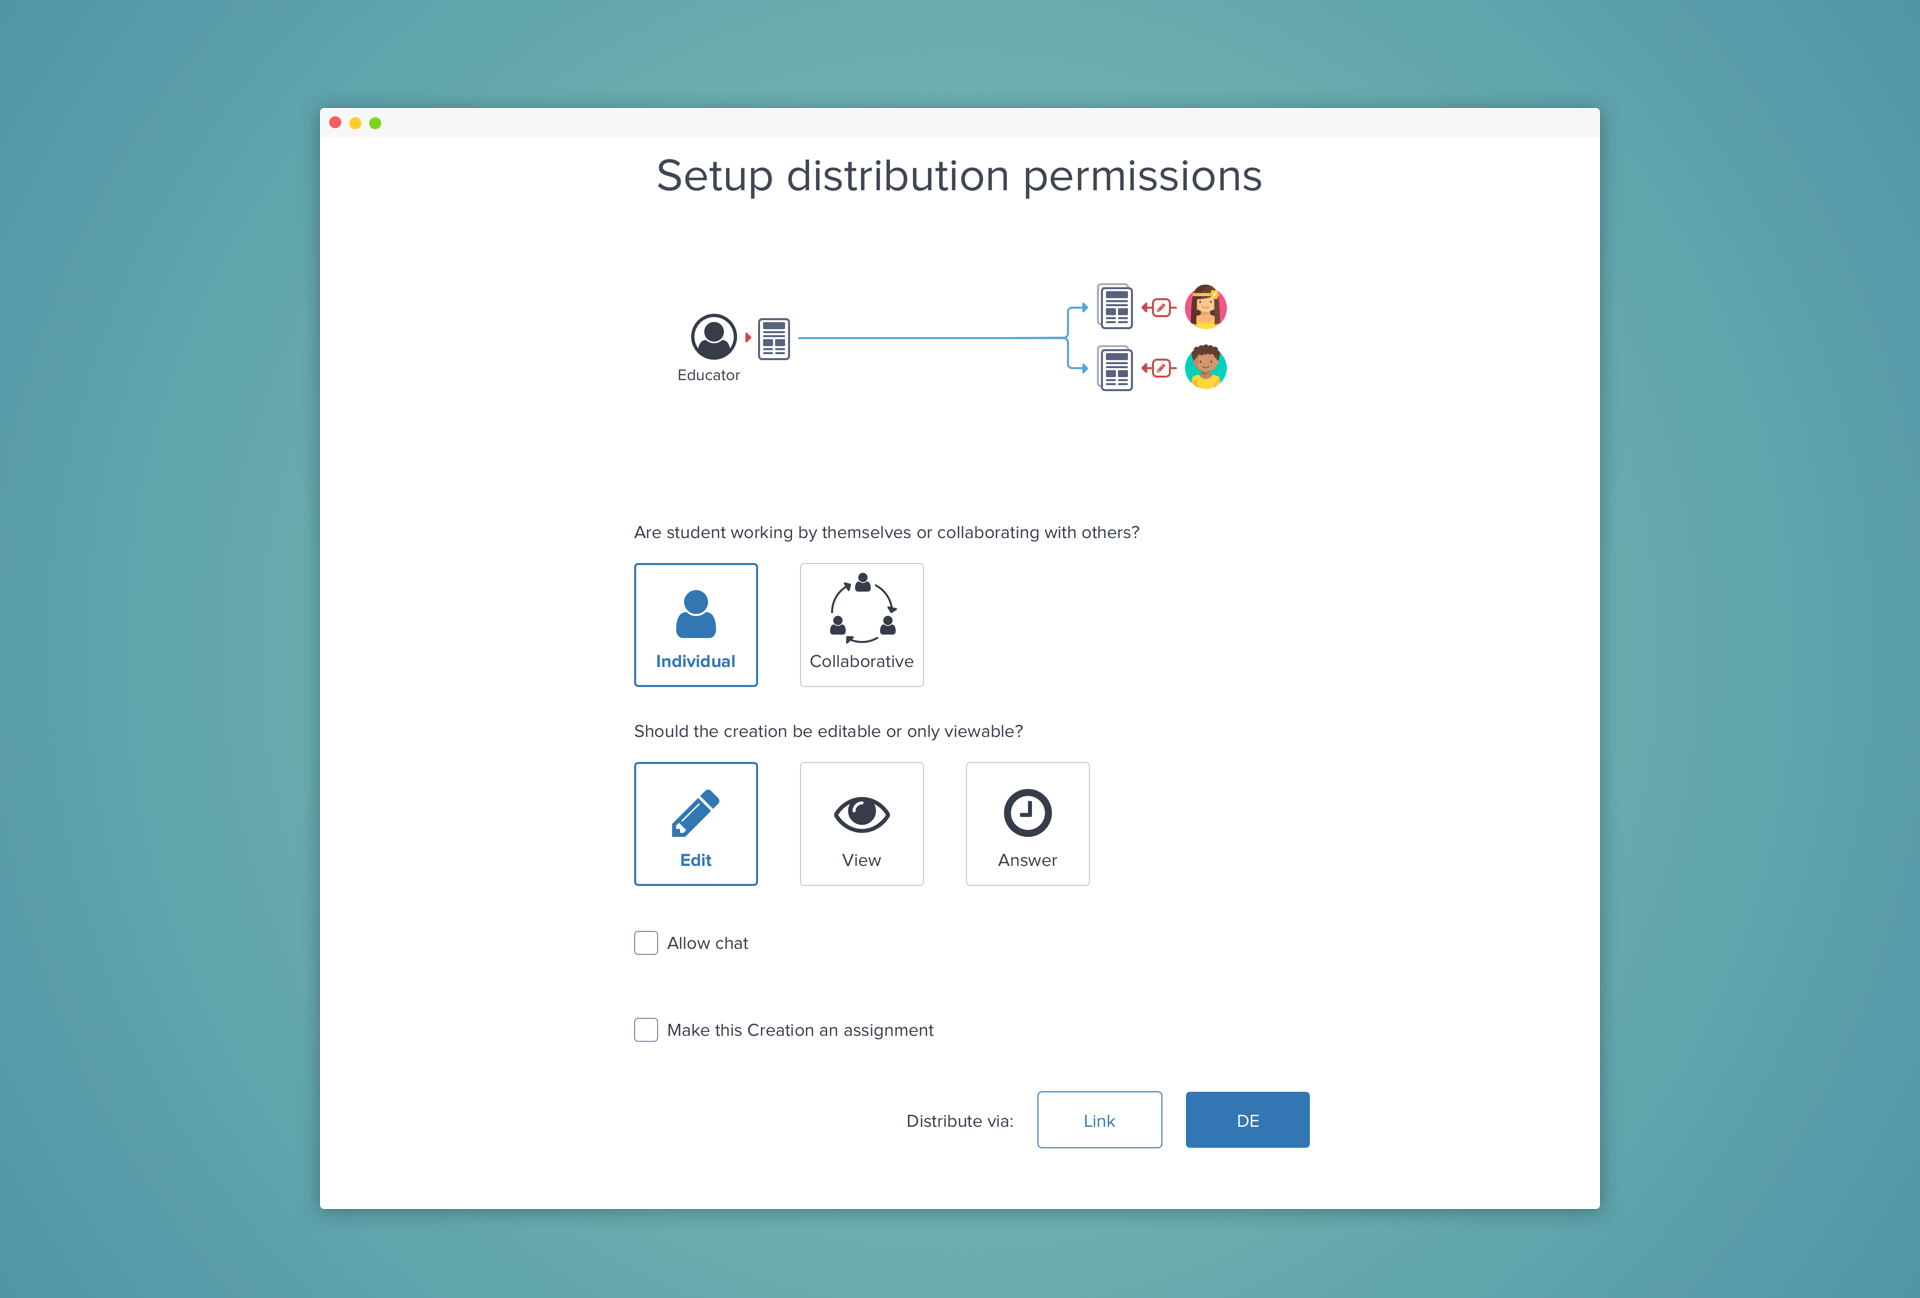 Setup distribution permissions
Educator
Are student working by themselves or collaborating with others?
Individual
Collaborative
Should the creation be editable or only viewable?
Edit
View
Answer
Allow chat
Make this Creation an assignment
Distribute via:
Link
DE